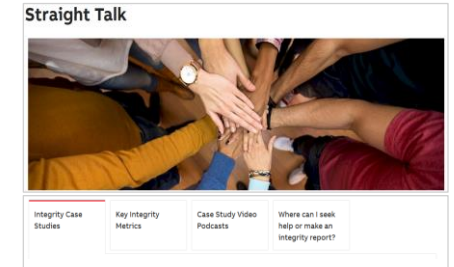 Straight Talk
Integrity Case
Studies
Key Integrity
Metrics
Case Study Video
Podcasts
Where can I seek
help or make an
integrity report?